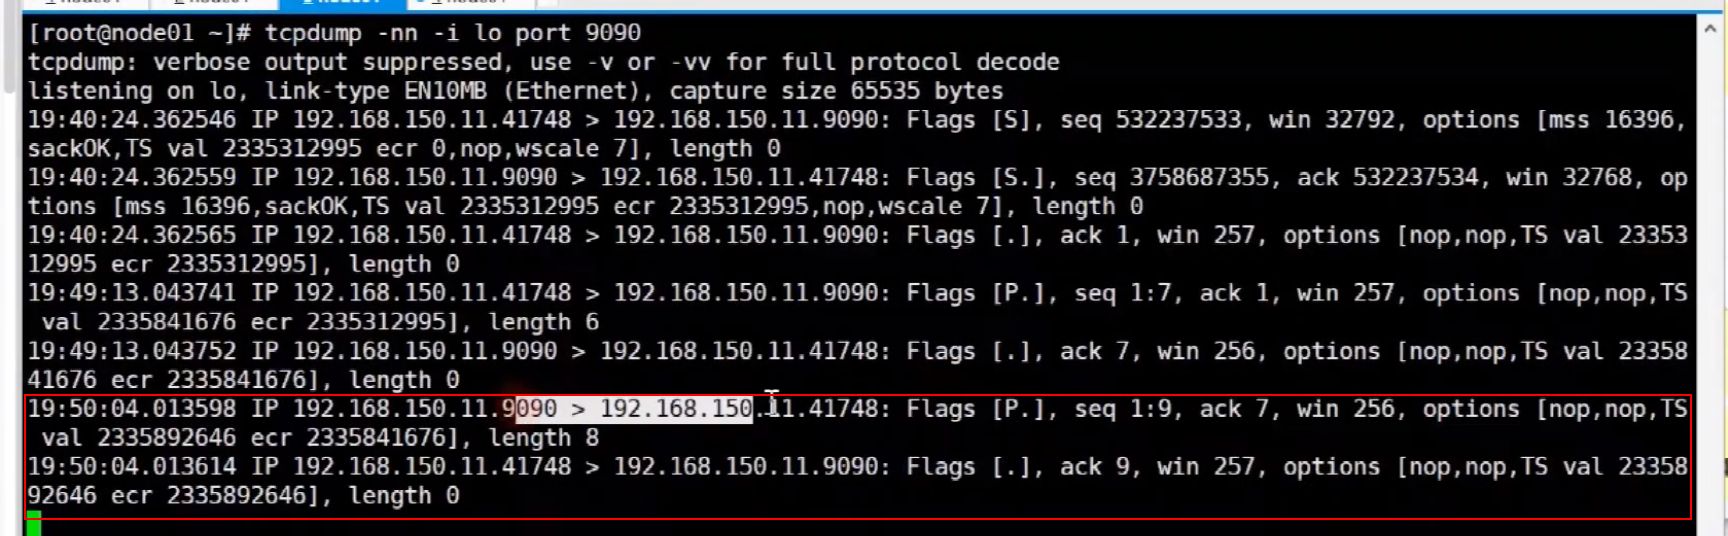 [root@node01 ~]# tcpdump -nn -i lo port 9090
tcpdump: verbose output suppressed, use -v or -vv for full protocol decode
listening on lo, link-type EN10MB (Ethernet), capture size 65535 bytes
19:40:24.362546 IP 192.168.150.11.41748 > 192.168.150.11.9090: Flags [S], seq 532237533, win 32792, options [mss 16396,
sackOK,TS val 2335312995 ecr 0,nop,wscale 7], length 0
19:40:24.362559 IP 192.168.150.11.9090 > 192.168.150.11.41748: Flags [S.], seq 3758687355, ack 532237534, win 32768, op
tions [mss 16396,sackOK,TS val 2335312995 ecr 2335312995,nop,wscale 7], length 0
19:40:24.362565 IP 192.168.150.11.41748 > 192.168.150.11.9090: Flags [.], ack 1, win 257, options [nop,nop,TS val 23353
12995 ecr 2335312995], length 0
19:49:13.043741 IP 192.168.150.11.41748 > 192.168.150.11.9090: Flags [P.], seq 1:7, ack 1, win 257, options [nop,nop,TS
 val 2335841676 ecr 2335312995], length 6
19:49:13.043752 IP 192.168.150.11.9090 > 192.168.150.11.41748: Flags [.], ack 7, win 256, options [nop,nop,TS val 23358
41676 ecr 2335841676], length 0
19:50:04.013598 IP 192.168.150.11.9090 > 192.168.150.11.41748: Flags [P.], seq 1:9, ack 7, win 256, options [nop,nop,TS
 val 2335892646 ecr 2335841676], length 8
19:50:04.013614 IP 192.168.150.11.41748 > 192.168.150.11.9090: Flags [.], ack 9, win 257, options [nop,nop,TS val 23358
92646 ecr 2335892646], length 0